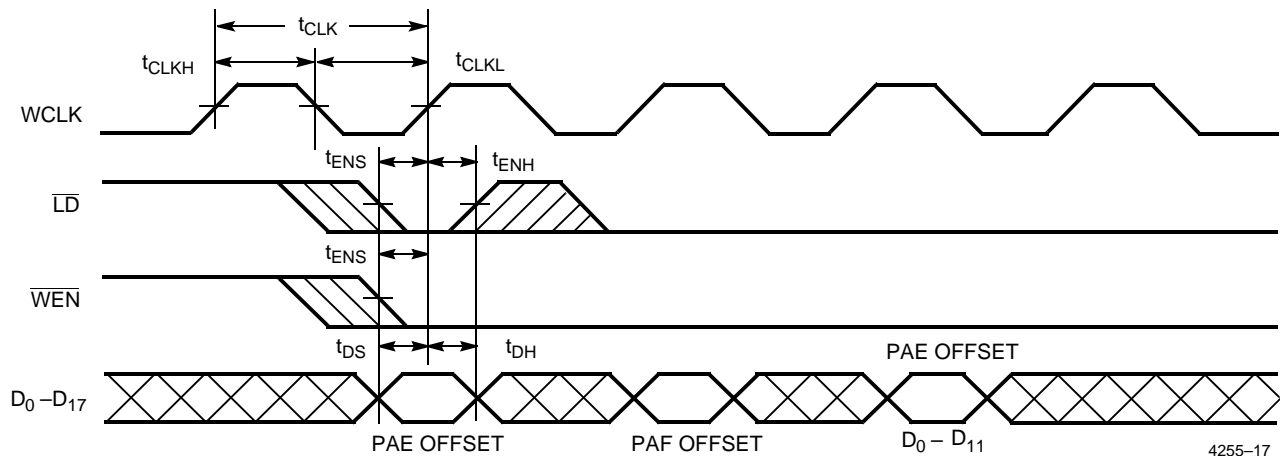 tCLK
tCLKH
tCLKL
WCLK
tENS
tENH
LD
tENS
WEN
tDS
tDH
PAE OFFSET
D0 –D17
PAE OFFSET
PAF OFFSET
D0 – D11
4255–17